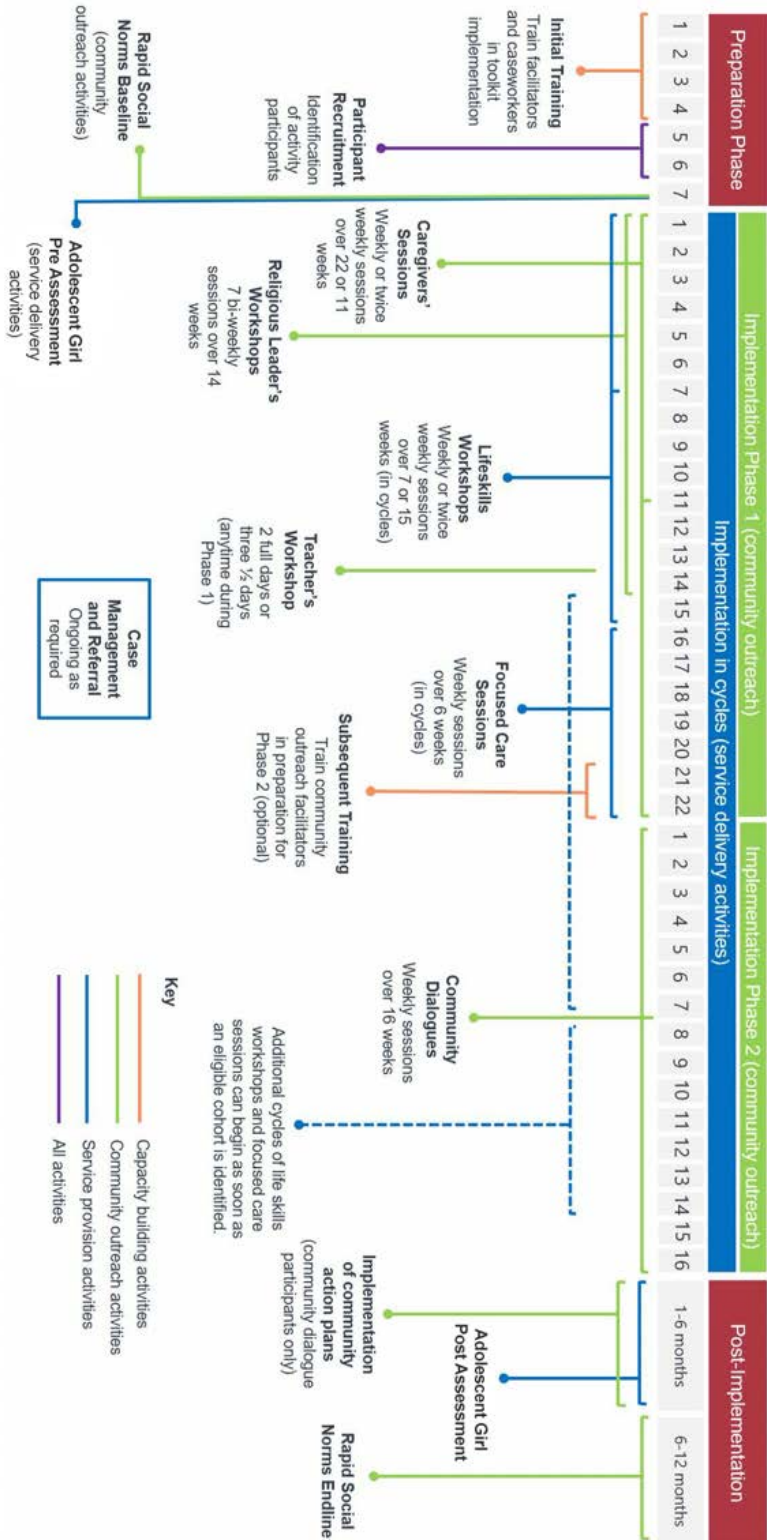 Preparation Phase
Implementation Phase 1 (community outreach)
Implementation Phase 2 (community outreach)
Post-Implementation
Implementation in cycles (service delivery activities)
1 2 3 4 5 6 7
1 2 3 4 5 6 7 8 9 10 11 12 13 14 15 16 17 18 19 20 21 22
1 2 3 4 5 6 7 8 9 10 11 12 13 14 15 16
1-6 months
6-12 months
Initial Training
Train facilitators
and caseworkers
in toolkit
implementation
Participant
Recruitment
Identification
of activity
participants
Rapid Social
Norms Baseline
(community
outreach activities)
Adolescent Girl
Pre Assessment
(service delivery
activities)
Caregivers'
Sessions
Weekly or twice
weekly sessions
over 22 or 11
weeks
Religious Leader's
Workshops
7 bi-weekly
sessions over 14
weeks
Lifeskills
Workshops
Weekly or twice
weekly sessions
over 7 or 15
weeks (in cycles)
Teacher's
Workshop
2 full days or
three ½ days
(anytime during
Phase 1)
Case
Management
and Referral
Ongoing as
required
Focused Care
Sessions
Weekly sessions
over 6 weeks
(in cycles)
Subsequent Training
Train community
outreach facilitators
in preparation for
Phase 2 (optional)
Community
Dialogues
Weekly sessions
over 16 weeks
Additional cycles of life skills
workshops and focused care
sessions can begin as soon as
an eligible cohort is identified.
Implementation
of community
action plans
(community dialogue
participants only)
Adolescent Girl
Post Assessment
Rapid Social
Norms Endline
Key
Capacity building activities
Community outreach activities
Service provision activities
All activities